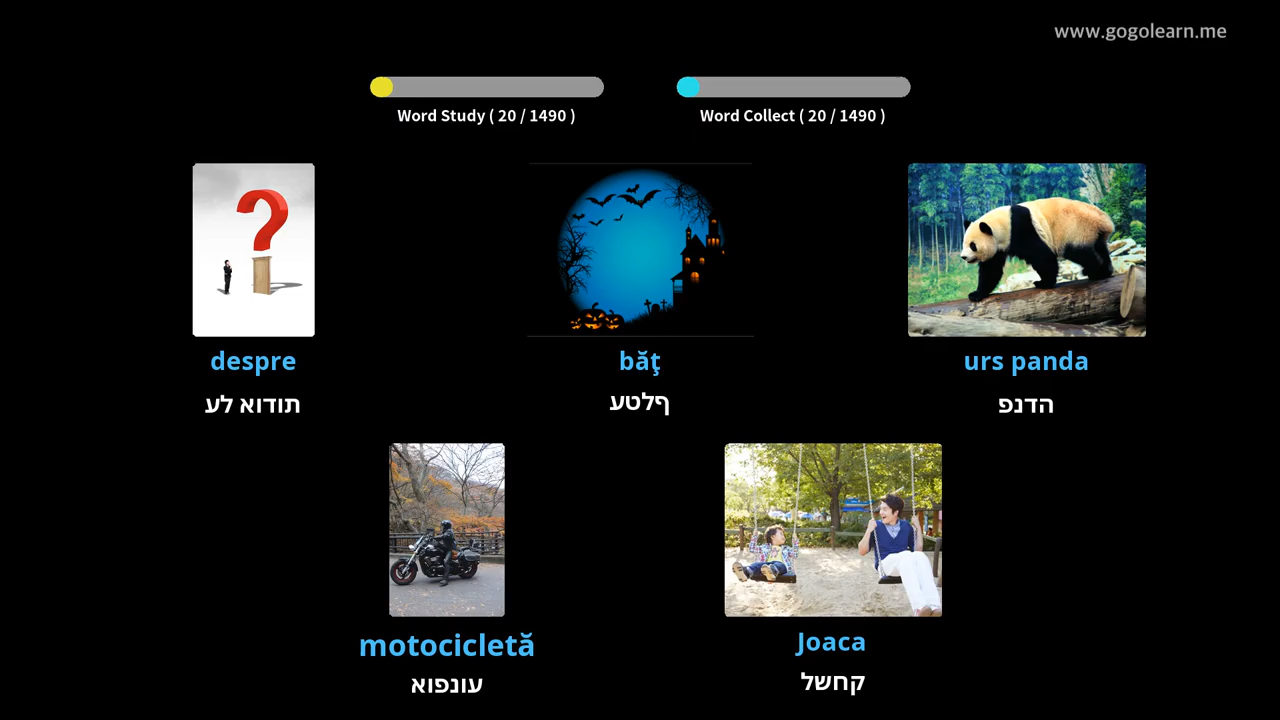 www.gogolearn.me
Word Study ( 20 / 1490 )
Word Collect ( 20 / 1490 )
despre
תודוא לע
băţ
ףלטע
urs panda
הדנפ
motocicletă
עונפוא
Joaca
קחשל